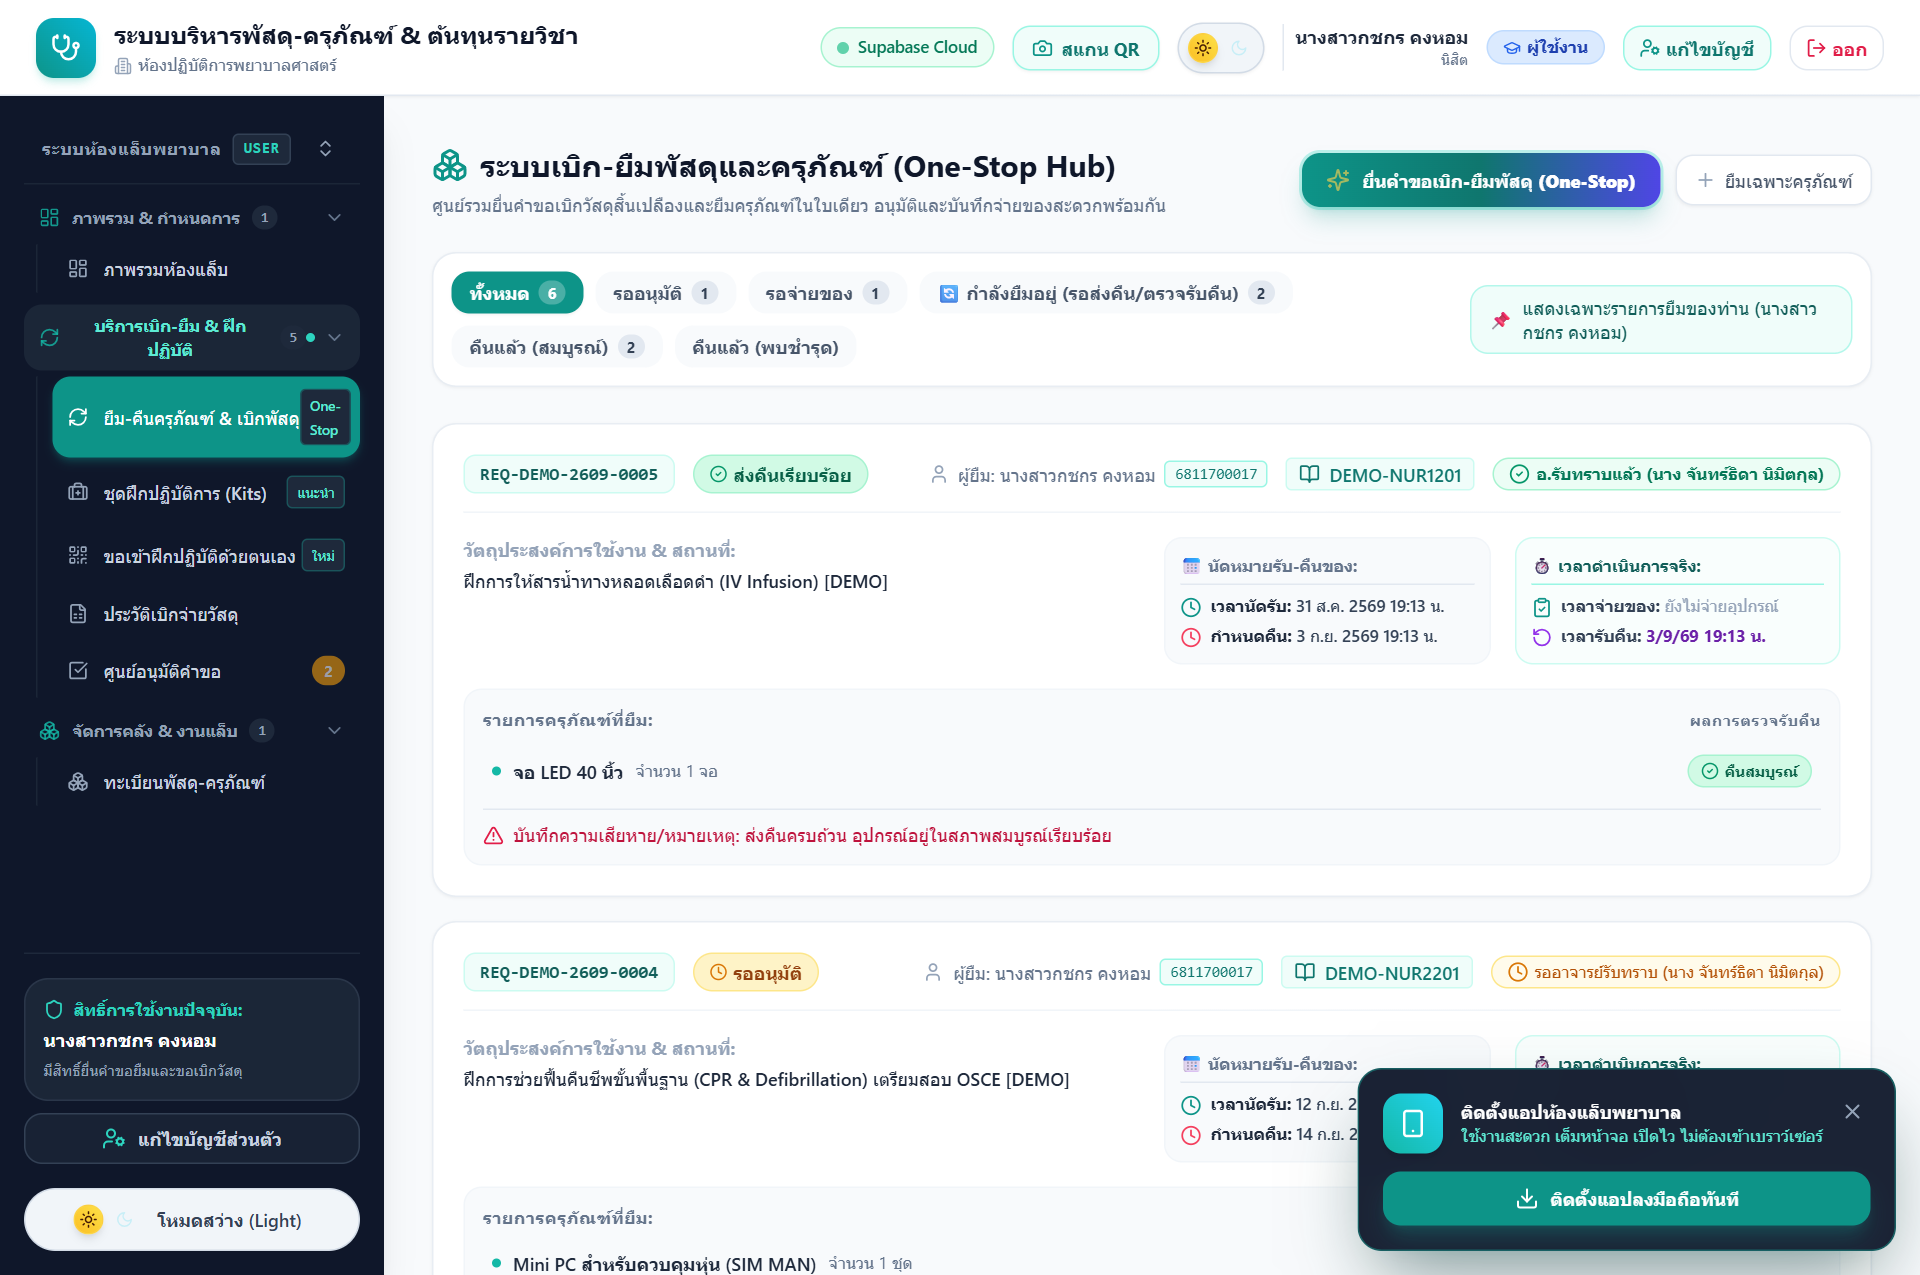 ระบบบริหารพัสดุ-ครุภัณฑ์ & ต้นทุนรายวิชา
ห้องปฏิบัติการพยาบาลศาสตร์
Supabase Cloud
สแกน QR
นางสาวกชกร คงหอม
นิสิต
ผู้ใช้งาน
แก้ไขบัญชี
ออก
ระบบห้องแล็บพยาบาล USER
ภาพรวม & กำหนดการ 1
ภาพรวมห้องแล็บ
บริการเบิก-ยืม & ฝึก
ปฏิบัติ
5
ยืม-คืนครุภัณฑ์ & เบิกพัสดุ
One-
Stop
ชุดฝึกปฏิบัติการ (Kits) แนะนำ
ขอเข้าฝึกปฏิบัติด้วยตนเอง ใหม่
ประวัติเบิกจ่ายวัสดุ
ศูนย์อนุมัติคำขอ 2
จัดการคลัง & งานแล็บ 1
ทะเบียนพัสดุ-ครุภัณฑ์
สิทธิ์การใช้งานปัจจุบัน:
นางสาวกชกร คงหอม
มีสิทธิ์ยื่นคำขอยืมและขอเบิกวัสดุ
แก้ไขบัญชีส่วนตัว
โหมดสว่าง (Light)
ระบบเบิก-ยืมพัสดุและครุภัณฑ์ (One-Stop Hub)
ศูนย์รวมยื่นคำขอเบิกวัสดุสิ้นเปลืองและยืมครุภัณฑ์ในใบเดียว อนุมัติและบันทึกจ่ายของสะดวกพร้อมกัน
ยื่นคำขอเบิก-ยืมพัสดุ (One-Stop)
ยืมเฉพาะครุภัณฑ์
ทั้งหมด 6
รออนุมัติ 1
รอจ่ายของ 1
กำลังยืมอยู่ (รอส่งคืน/ตรวจรับคืน) 2
คืนแล้ว (สมบูรณ์) 2
คืนแล้ว (พบชำรุด)
แสดงเฉพาะรายการยืมของท่าน (นางสาว
กชกร คงหอม)
REQ-DEMO-2609-0005
ส่งคืนเรียบร้อย
ผู้ยืม: นางสาวกชกร คงหอม 6811700017
DEMO-NUR1201
อ.รับทราบแล้ว (นาง จันทร์ธิดา นิมิตกุล)
วัตถุประสงค์การใช้งาน & สถานที่:
ฝึกการให้สารน้ำทางหลอดเลือดดำ (IV Infusion) [DEMO]
นัดหมายรับ-คืนของ:
เวลานัดรับ: 31 ส.ค. 2569 19:13 น.
กำหนดคืน: 3 ก.ย. 2569 19:13 น.
เวลาดำเนินการจริง:
เวลาจ่ายของ: ยังไม่จ่ายอุปกรณ์
เวลารับคืน: 3/9/69 19:13 น.
รายการครุภัณฑ์ที่ยืม:
ผลการตรวจรับคืน
จอ LED 40 นิ้ว จำนวน 1 จอ
คืนสมบูรณ์
บันทึกความเสียหาย/หมายเหตุ: ส่งคืนครบถ้วน อุปกรณ์อยู่ในสภาพสมบูรณ์เรียบร้อย
REQ-DEMO-2609-0004
รออนุมัติ
ผู้ยืม: นางสาวกชกร คงหอม 6811700017
DEMO-NUR2201
รออาจารย์รับทราบ (นาง จันทร์ธิดา นิมิตกุล)
วัตถุประสงค์การใช้งาน & สถานที่:
ฝึกการช่วยฟื้นคืนชีพขั้นพื้นฐาน (CPR & Defibrillation) เตรียมสอบ OSCE [DEMO]
นัดหมายรับ-คืนของ:
เวลานัดรับ: 12 ก.ย. 2
กำหนดคืน: 14 ก.ย. 2
เวลาดำเนินการจริง:
รายการครุภัณฑ์ที่ยืม:
Mini PC สำหรับควบคุมหุ่น (SIM MAN) จำนวน 1 ชุด
ติดตั้งแอปห้องแล็บพยาบาล
ใช้งานสะดวก เต็มหน้าจอ เปิดไว ไม่ต้องเข้าเบราว์เซอร์
ติดตั้งแอปลงมือถือทันที